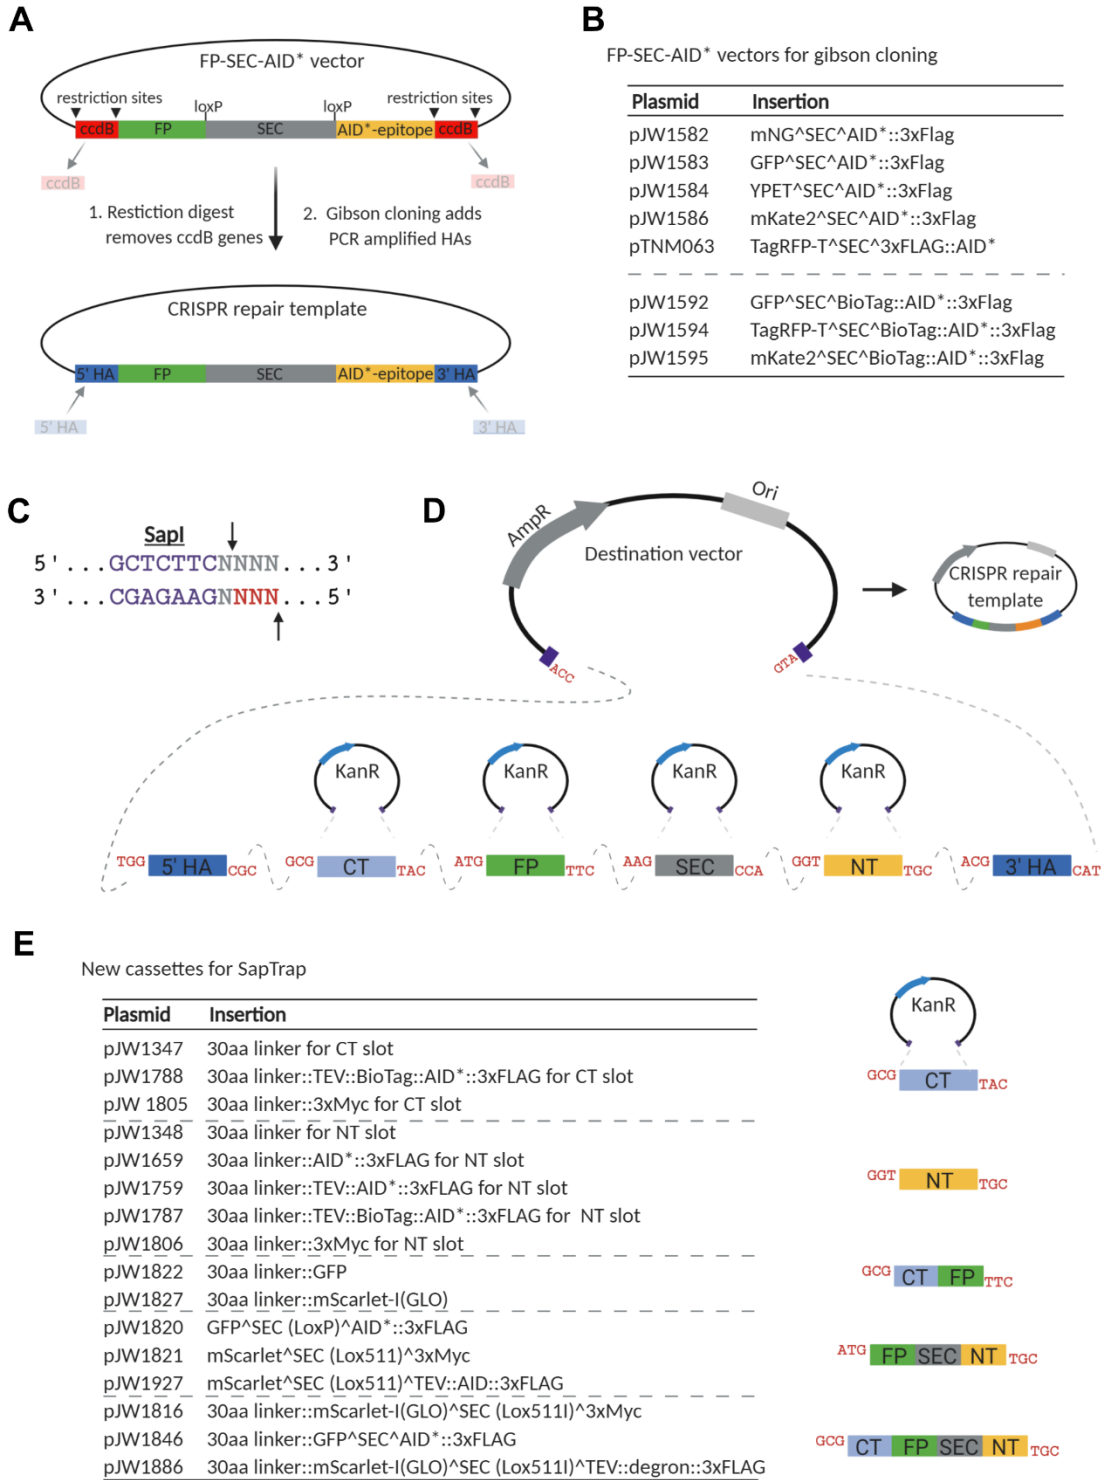 A
FP-SEC-AID* vector
restriction sites
loxP
loxP
restriction sites
ccdB
FP
SEC
AID*-epitope
ccdB
ccdB
ccdB
1. Restiction digest
removes ccdB genes
2. Gibson cloning adds
PCR amplified HAs
CRISPR repair template
5' HA
FP
SEC
AID*-epitope
3' HA
5' HA
3' HA
B
FP-SEC-AID* vectors for gibson cloning
Plasmid Insertion
pJW1582 mNG^SEC^AID*::3xFlag
pJW1583 GFP^SEC^AID*::3xFlag
pJW1584 YPET^SEC^AID*::3xFlag
pJW1586 mKate2^SEC^AID*::3xFlag
pTNM063 TagRFP-T^SEC^3xFLAG::AID*
pJW1592 GFP^SEC^BioTag::AID*::3xFlag
pJW1594 TagRFP-T^SEC^BioTag::AID*::3xFlag
pJW1595 mKate2^SEC^BioTag::AID*::3xFlag
C
SapI
5'...GCTCTTCNNNN...3'
3'...CGAGAAGNNNN...5'
D
AmpR
Ori
Destination vector
ACC
GTA
CRISPR repair
template
KanR
KanR
KanR
KanR
TGG 5' HA CGC
GCG CT TAC
ATG FP TTC
AAG SEC CCA
GGT NT TGC
ACG 3' HA CAT
E
New cassettes for SapTrap
Plasmid Insertion
pJW1347 30aa linker for CT slot
pJW1788 30aa linker::TEV::BioTag::AID*::3xFLAG for CT slot
pJW 1805 30aa linker::3xMyc for CT slot
pJW1348 30aa linker for NT slot
pJW1659 30aa linker::AID*::3xFLAG for NT slot
pJW1759 30aa linker::TEV::AID*::3xFLAG for NT slot
pJW1787 30aa linker::TEV::BioTag::AID*::3xFLAG for NT slot
pJW1806 30aa linker::3xMyc for NT slot
pJW1822 30aa linker::GFP
pJW1827 30aa linker::mScarlet-I(GLO)
pJW1820 GFP^SEC (LoxP)^AID*::3xFLAG
pJW1821 mScarlet^SEC (Lox511)^3xMyc
pJW1927 mScarlet^SEC (Lox511)^TEV::AID::3xFLAG
pJW1816 30aa linker::mScarlet-I(GLO)^SEC (Lox511I)^3xMyc
pJW1846 30aa linker::GFP^SEC^AID*::3xFLAG
pJW1886 30aa linker::mScarlet-I(GLO)^SEC (Lox511I)^TEV::degron::3xFLAG
KanR
GCG CT TAC
GGT NT TGC
GCG CT FP TTC
ATG FP SEC NT TGC
GCG CT FP SEC NT TGC